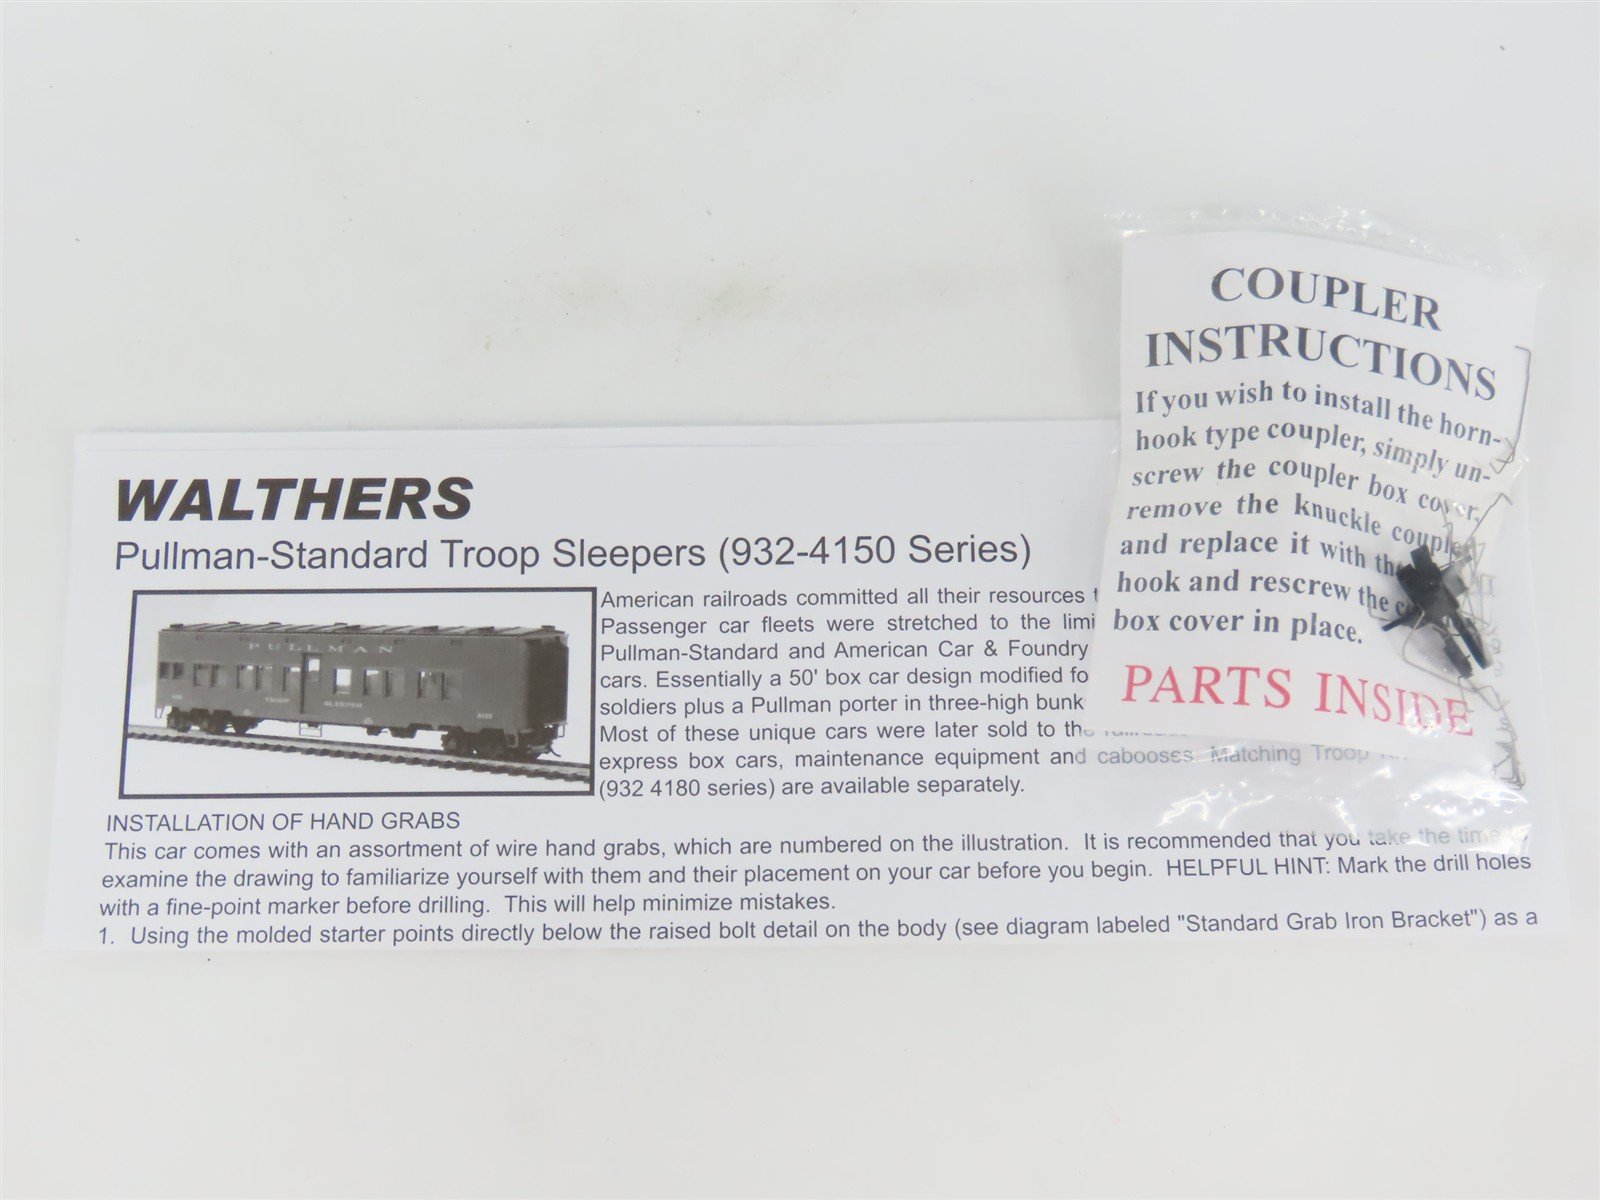 WALTHERS
Pullman-Standard Troop Sleepers (932-4150 Series)
PULLMAN
TROOP SLEEPER
American railroads committed all their resources
Passenger car fleets were stretched to the limi
Pullman-Standard and American Car & Foundry
cars. Essentially a 50' box car design modified fo
soldiers plus a Pullman porter in three-high bunk
Most of these unique cars were later sold to the
express box cars, maintenance equipment and cabooses. Matching Troop
(932 4180 series) are available separately.
INSTALLATION OF HAND GRABS
This car comes with an assortment of wire hand grabs, which are numbered on the illustration. It is recommended that you take the time
examine the drawing to familiarize yourself with them and their placement on your car before you begin. HELPFUL HINT: Mark the drill holes
with a fine-point marker before drilling. This will help minimize mistakes.
1. Using the molded starter points directly below the raised bolt detail on the body (see diagram labeled "Standard Grab Iron Bracket") as a
COUPLER
INSTRUCTIONS
If you wish to install the horn-
hook type coupler, simply un-
screw the coupler box cover,
remove the knuckle couple
and replace it with the
hook and rescrew the c
box cover in place.
PARTS INSIDE